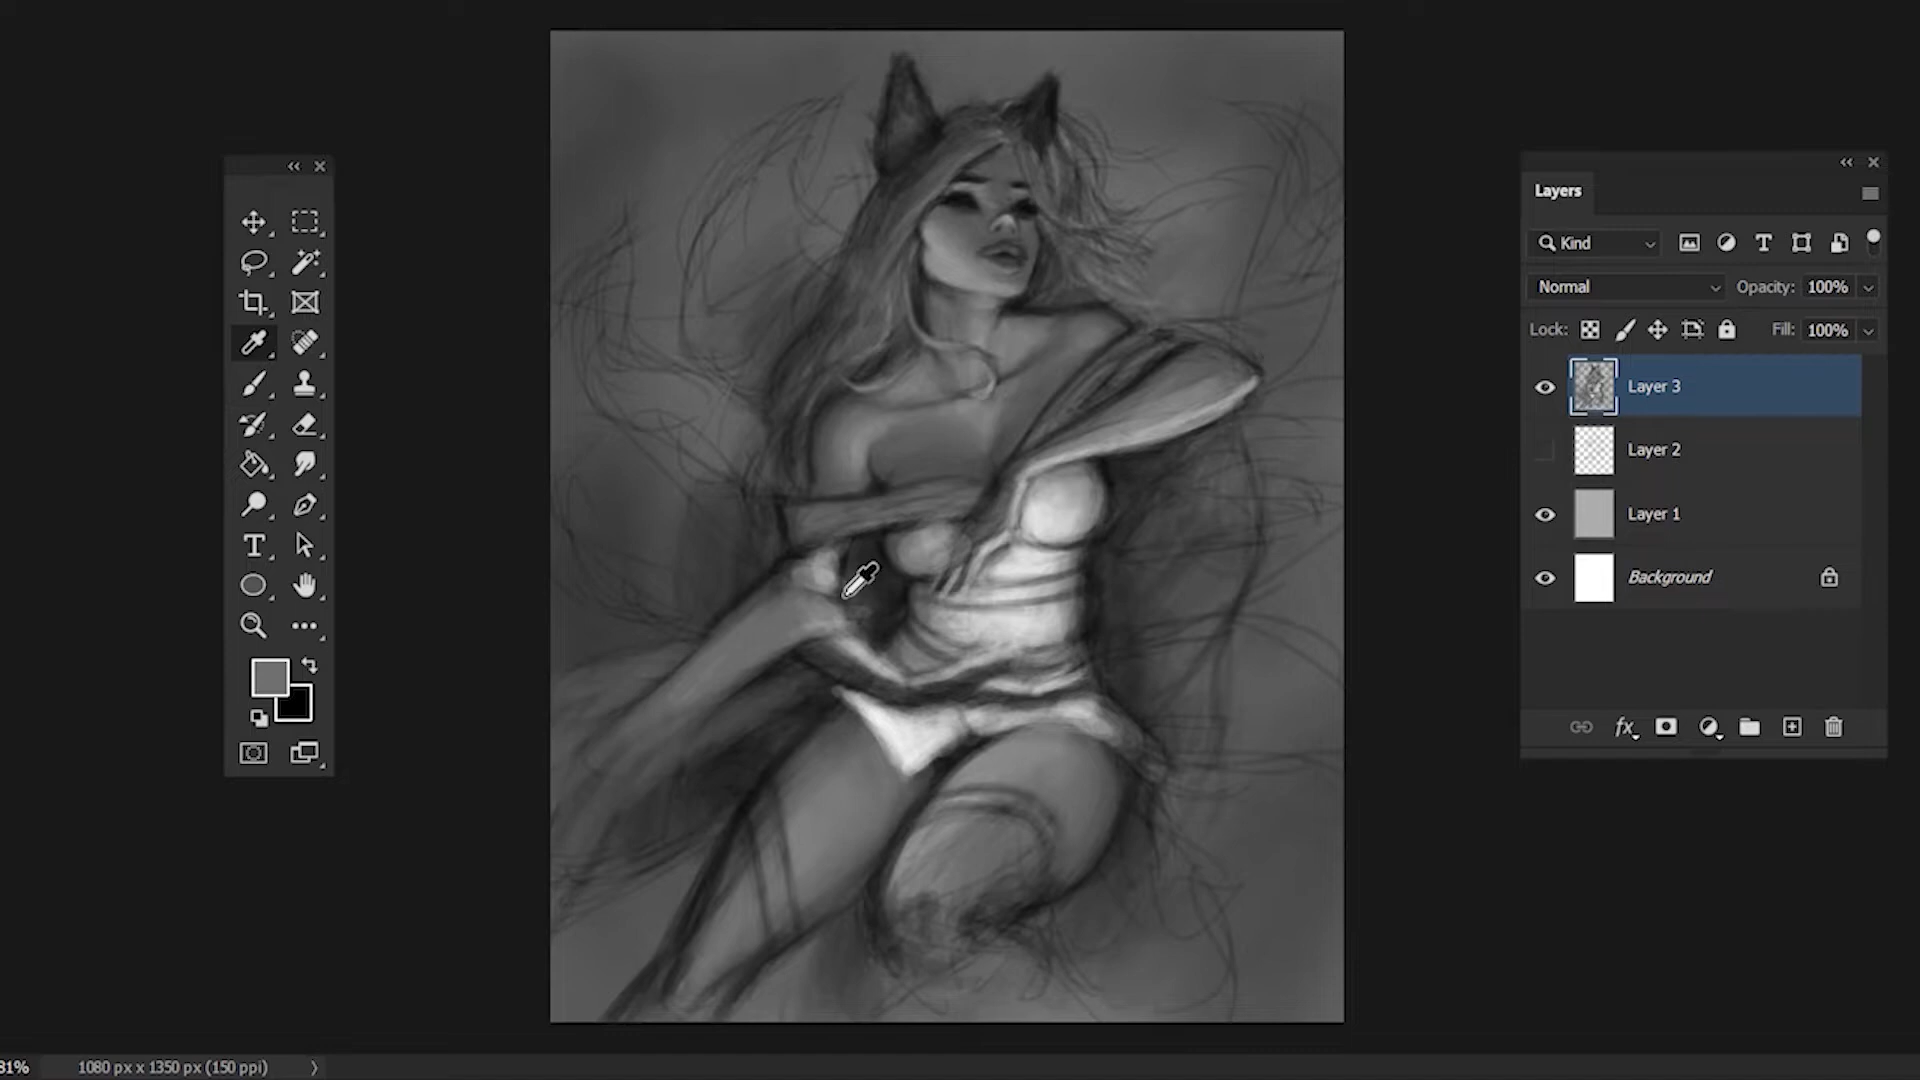 Layers
Kind
Normal Opacity: 100%
Lock: Fill: 100%
Layer 3
Layer 2
Layer 1
Background
fx
1080 px x 1350 px (150 ppi)